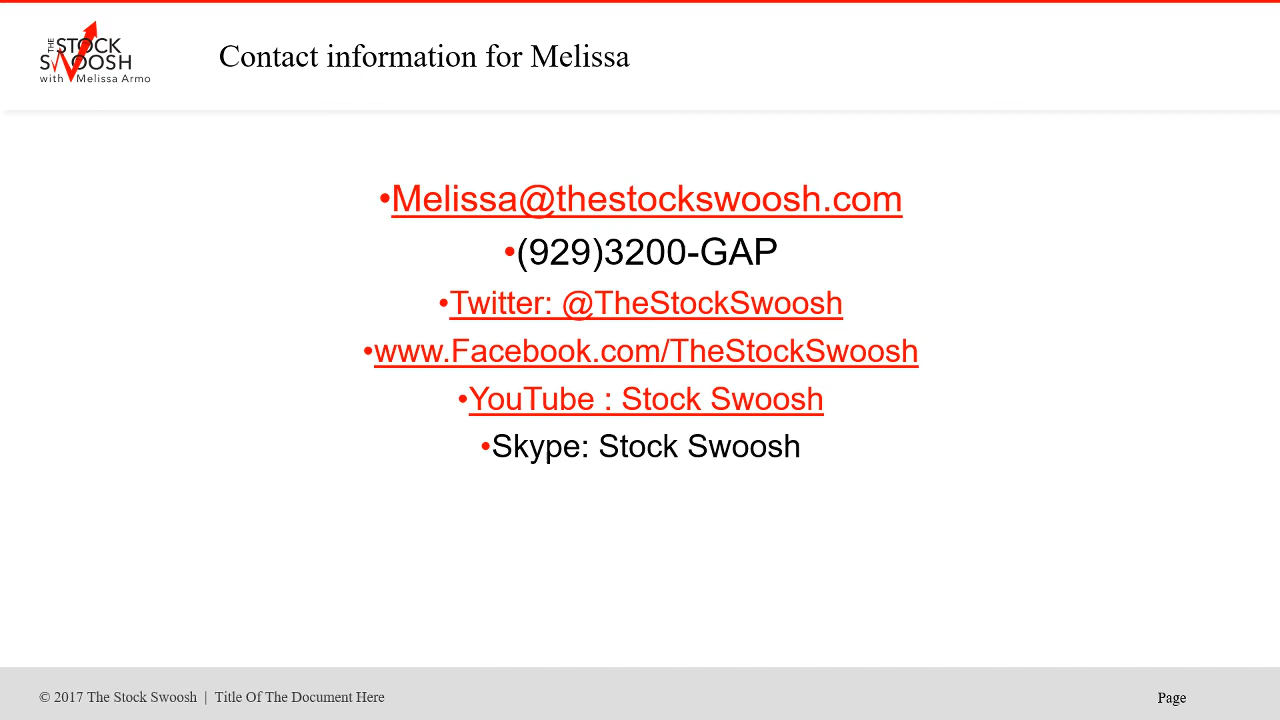 THE STOCK
SWOOSH
with Melissa Armo
Contact information for Melissa
•Melissa@thestockswoosh.com
•(929)3200-GAP
•Twitter: @TheStockSwoosh
•www.Facebook.com/TheStockSwoosh
•YouTube : Stock Swoosh
•Skype: Stock Swoosh
© 2017 The Stock Swoosh | Title Of The Document Here
Page